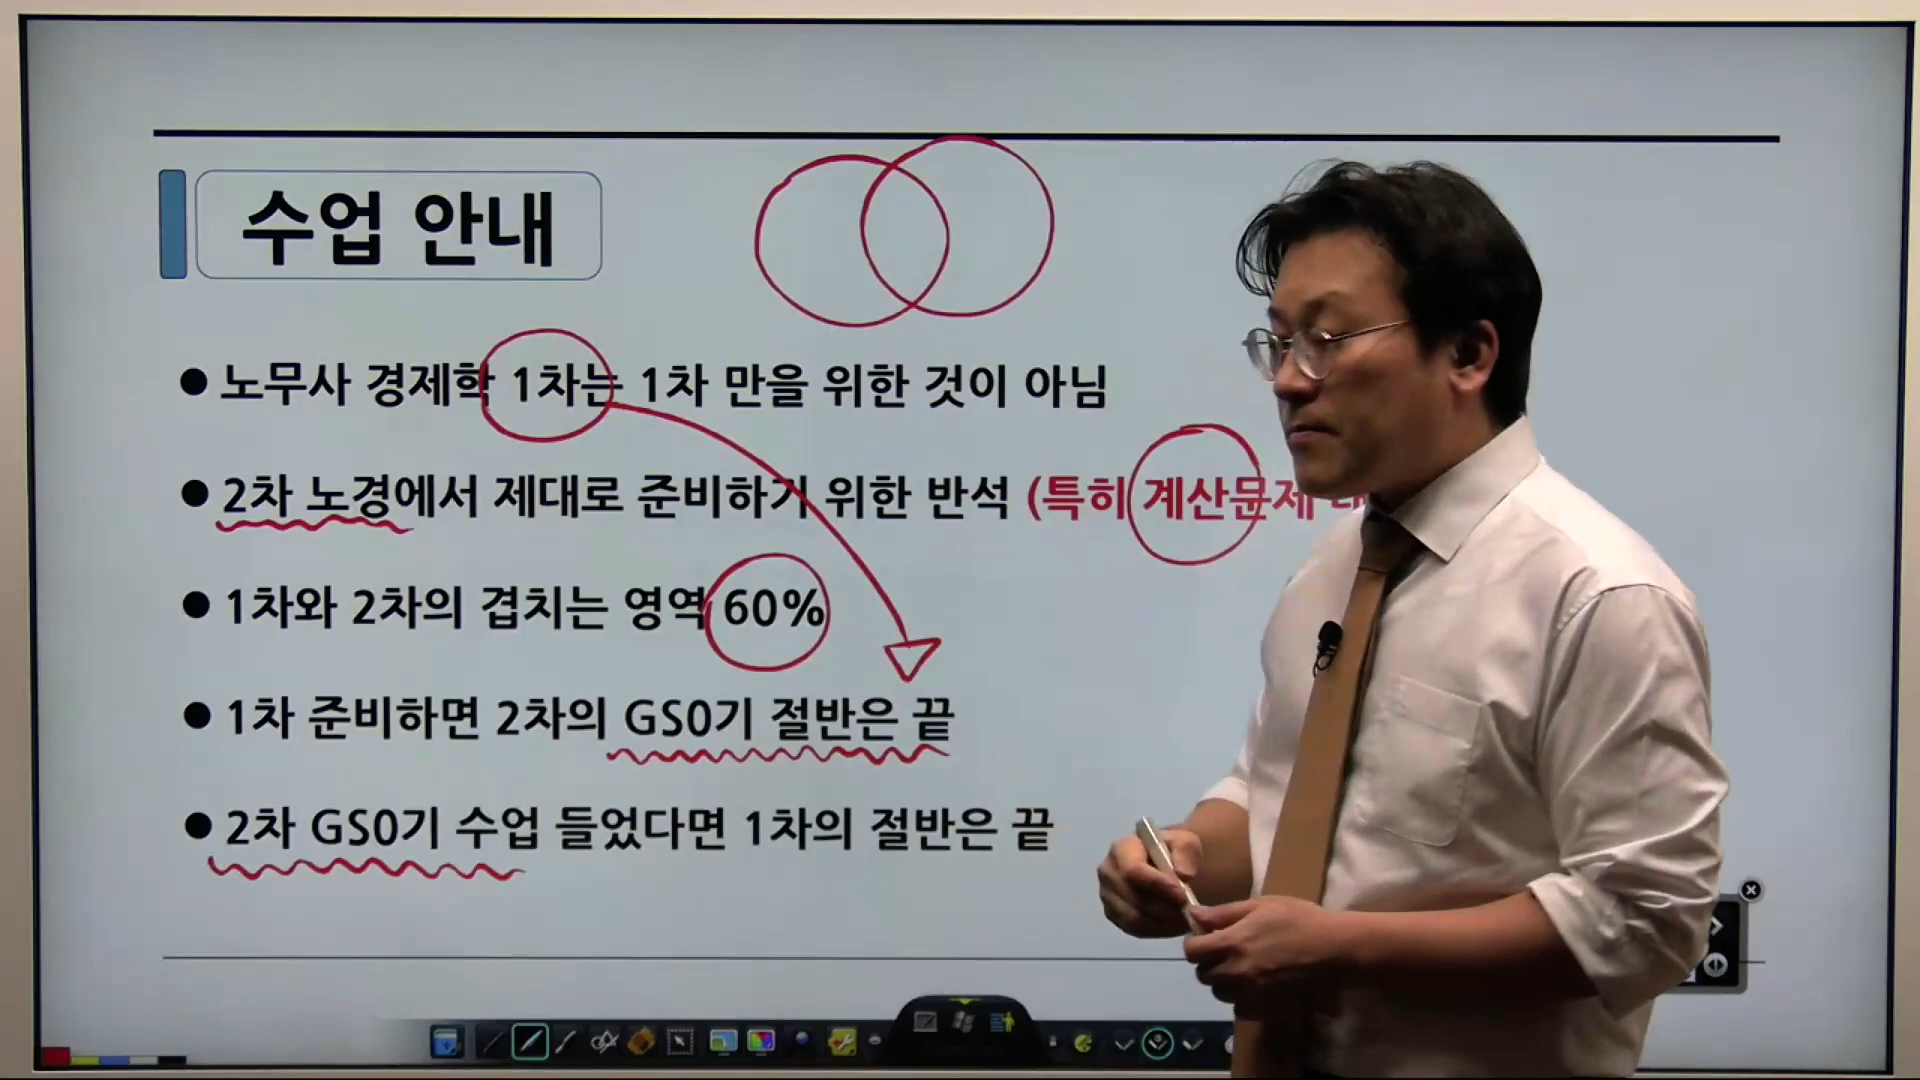 수업 안내
● 노무사 경제학 1차는 1차 만을 위한 것이 아님
● 2차 노경에서 제대로 준비하기 위한 반석 (특히 계산문제
● 1차와 2차의 겹치는 영역 60%
● 1차 준비하면 2차의 GS0기 절반은 끝
● 2차 GS0기 수업 들었다면 1차의 절반은 끝